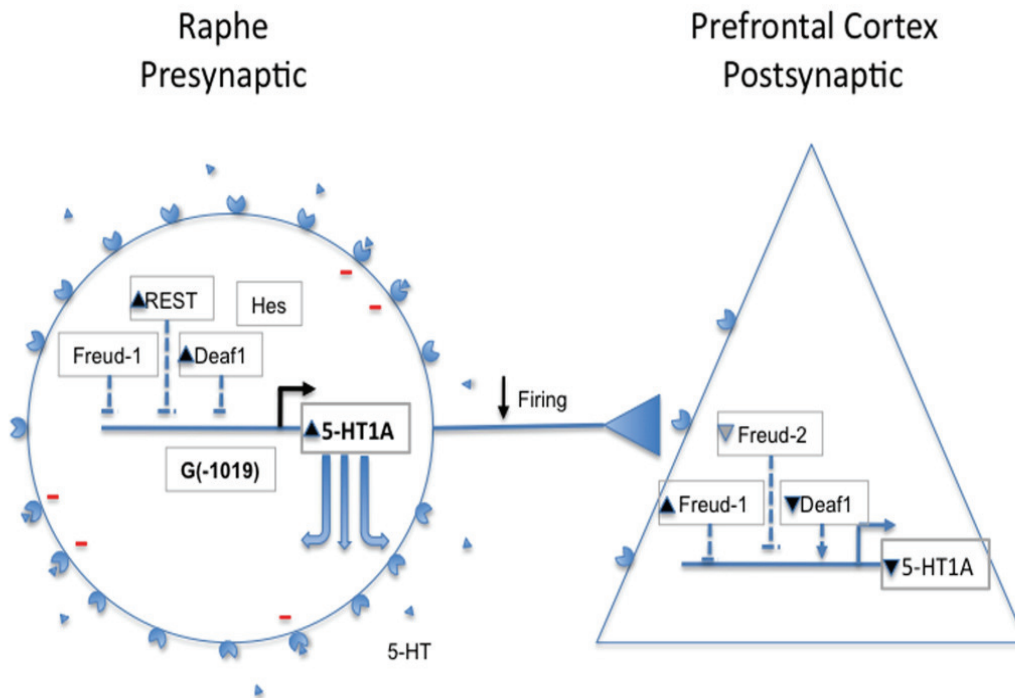 Raphe
Presynaptic
Prefrontal Cortex
Postsynaptic
REST
Hes
Freud-1
Deaf1
5-HT1A
G(-1019)
Firing
5-HT
Freud-2
Freud-1
Deaf1
5-HT1A